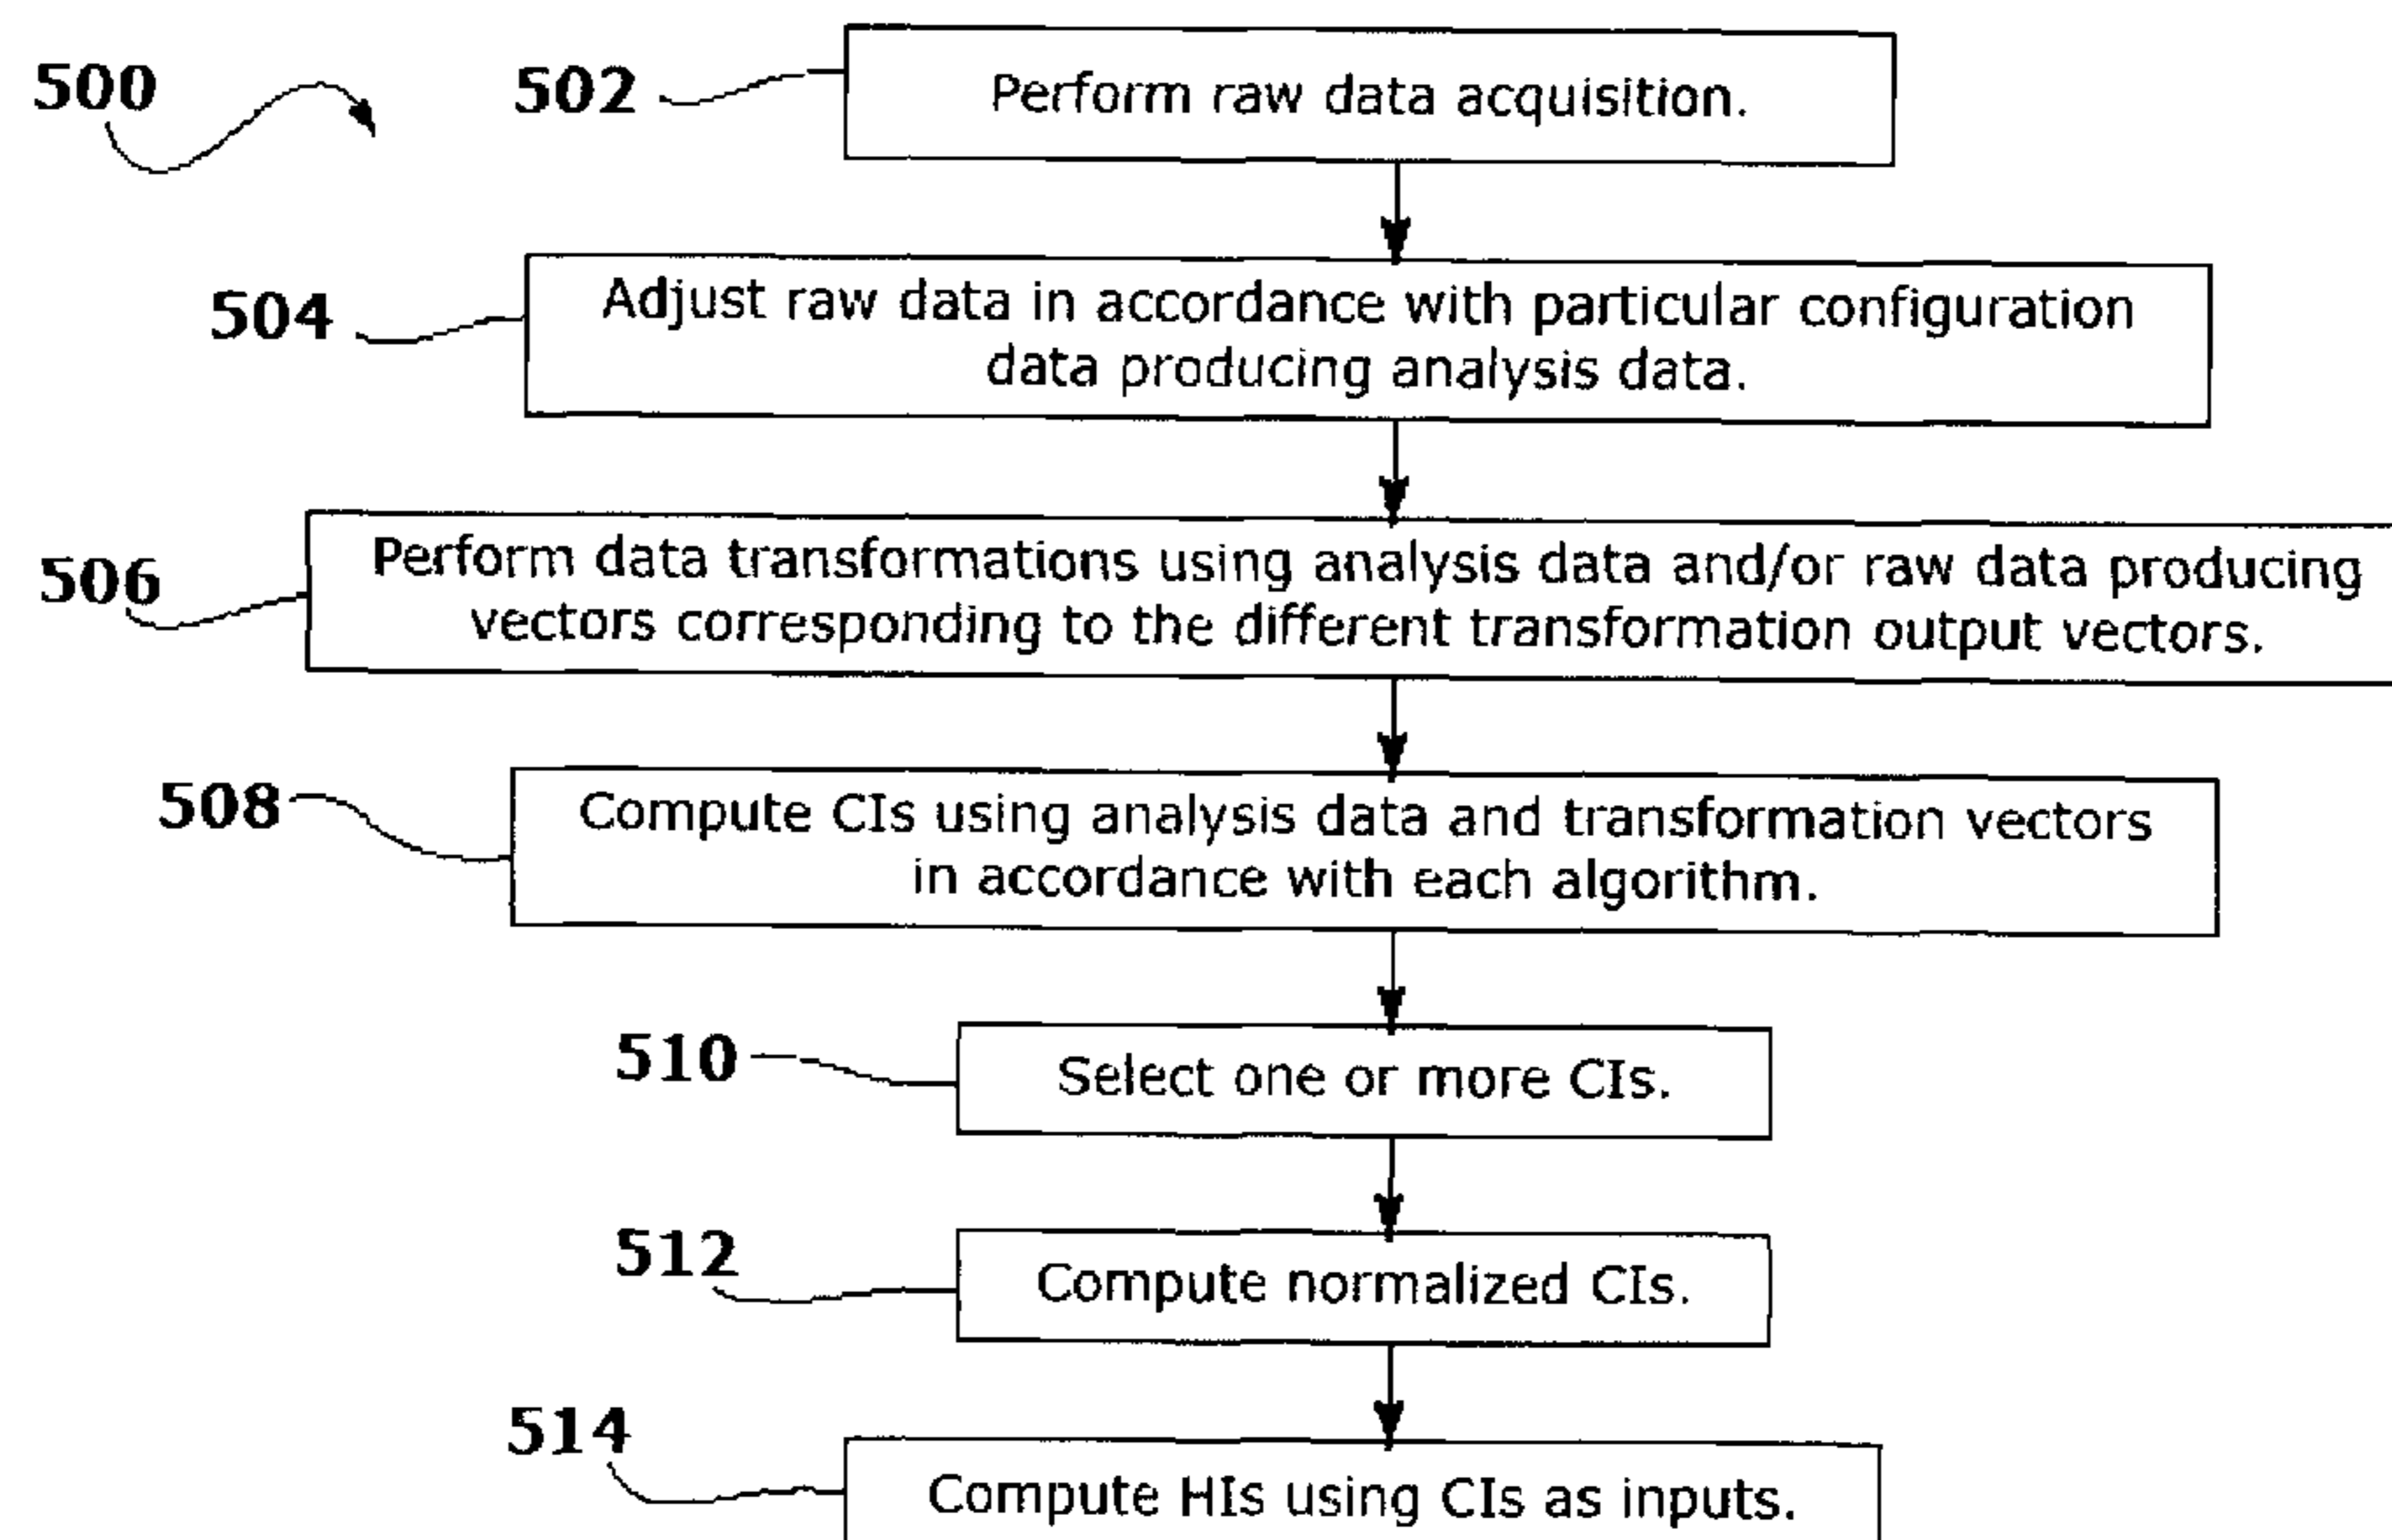 500
502
Perform raw data acquisition.
504
Adjust raw data in accordance with particular configuration
data producing analysis data.
506
Perform data transformations using analysis data and/or raw data producing
vectors corresponding to the different transformation output vectors.
508
Compute CIs using analysis data and transformation vectors
in accordance with each algorithm.
510
Select one or more CIs.
512
Compute normalized CIs.
514
Compute HIs using CIs as inputs.